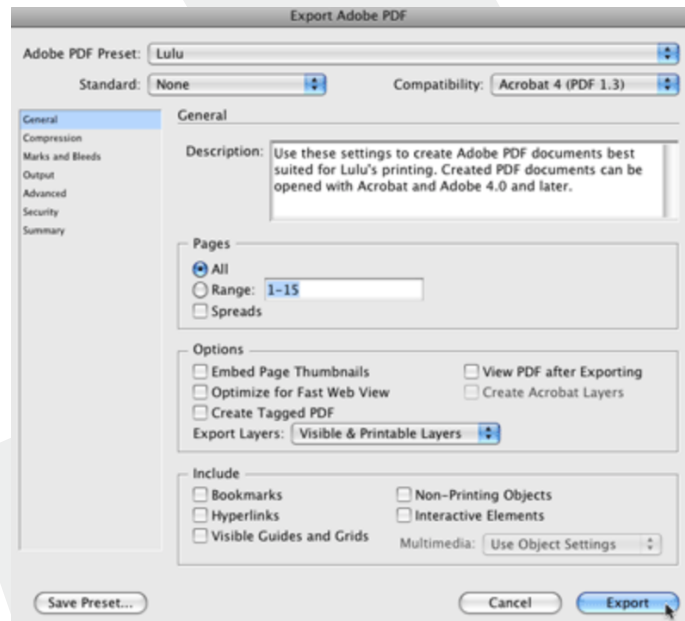 Export Adobe PDF
Adobe PDF Preset: Lulu
Standard: None Compatibility: Acrobat 4 (PDF 1.3)
General
Compression
Marks and Bleeds
Output
Advanced
Security
Summary
General
Description: Use these settings to create Adobe PDF documents best
suited for Lulu's printing. Created PDF documents can be
opened with Acrobat and Adobe 4.0 and later.
Pages
All
Range: 1-15
Spreads
Options
Embed Page Thumbnails View PDF after Exporting
Optimize for Fast Web View Create Acrobat Layers
Create Tagged PDF
Export Layers: Visible & Printable Layers
Include
Bookmarks Non-Printing Objects
Hyperlinks Interactive Elements
Visible Guides and Grids Multimedia: Use Object Settings
Save Preset... Cancel Export